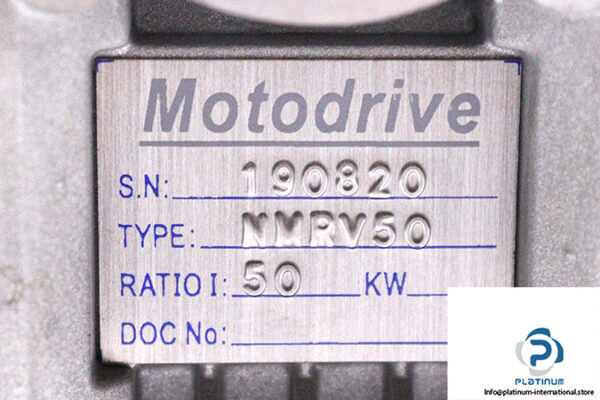 Motodrive
S.N: 190820
TYPE: NMRV50
RATIO I: 50 KW
DOC No:
PLATINUM
Info@platinum-international.store